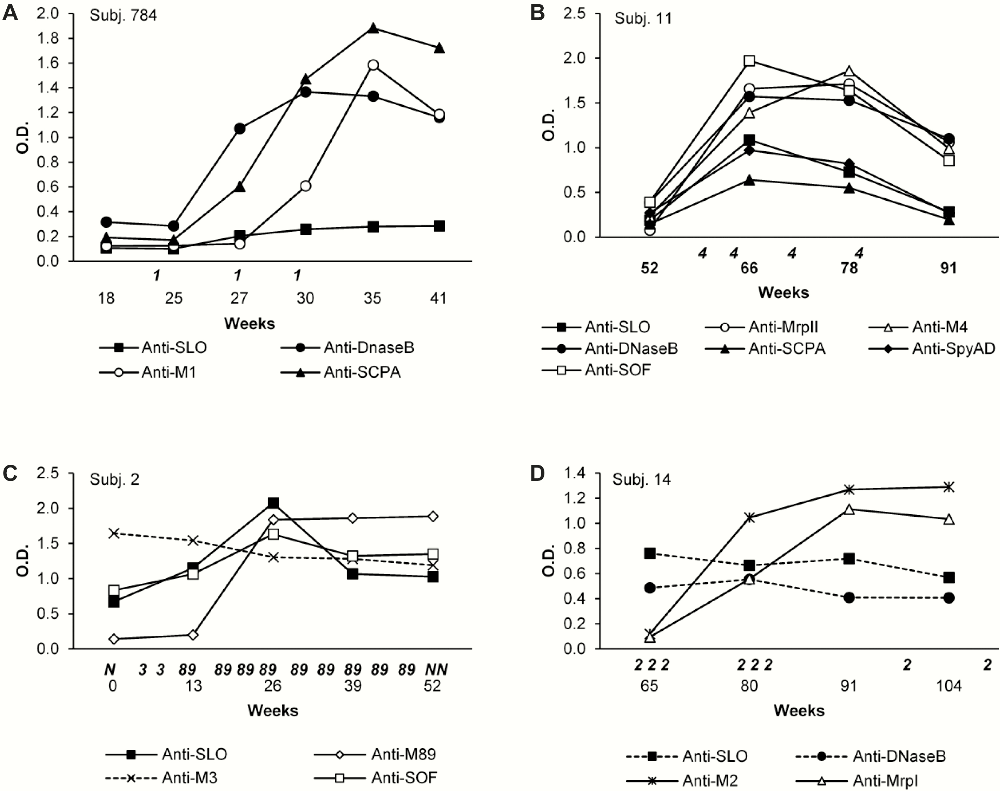 A
Subj. 784
2.0
1.8
1.6
1.4
1.2
1.0
0.8
0.6
0.4
0.2
0.0
O.D.
1 1 1
18 25 27 30 35 41
Weeks
Anti-SLO Anti-DnaseB
Anti-M1 Anti-SCPA
B
Subj. 11
2.5
2.0
1.5
1.0
0.5
0.0
O.D.
4 4 4 4
52 66 78 91
Weeks
Anti-SLO Anti-MrpII Anti-M4
Anti-DNaseB Anti-SCPA Anti-SpyAD
Anti-SOF
C
Subj. 2
2.5
2.0
1.5
1.0
0.5
0.0
O.D.
N 3 3 89 89 89 89 89 89 89 89 89 NN
0 13 26 39 52
Weeks
Anti-SLO Anti-M89
Anti-M3 Anti-SOF
D
Subj. 14
1.4
1.2
1.0
0.8
0.6
0.4
0.2
0.0
O.D.
2 2 2 2 2 2 2 2
65 80 91 104
Weeks
Anti-SLO Anti-DNaseB
Anti-M2 Anti-MrpI